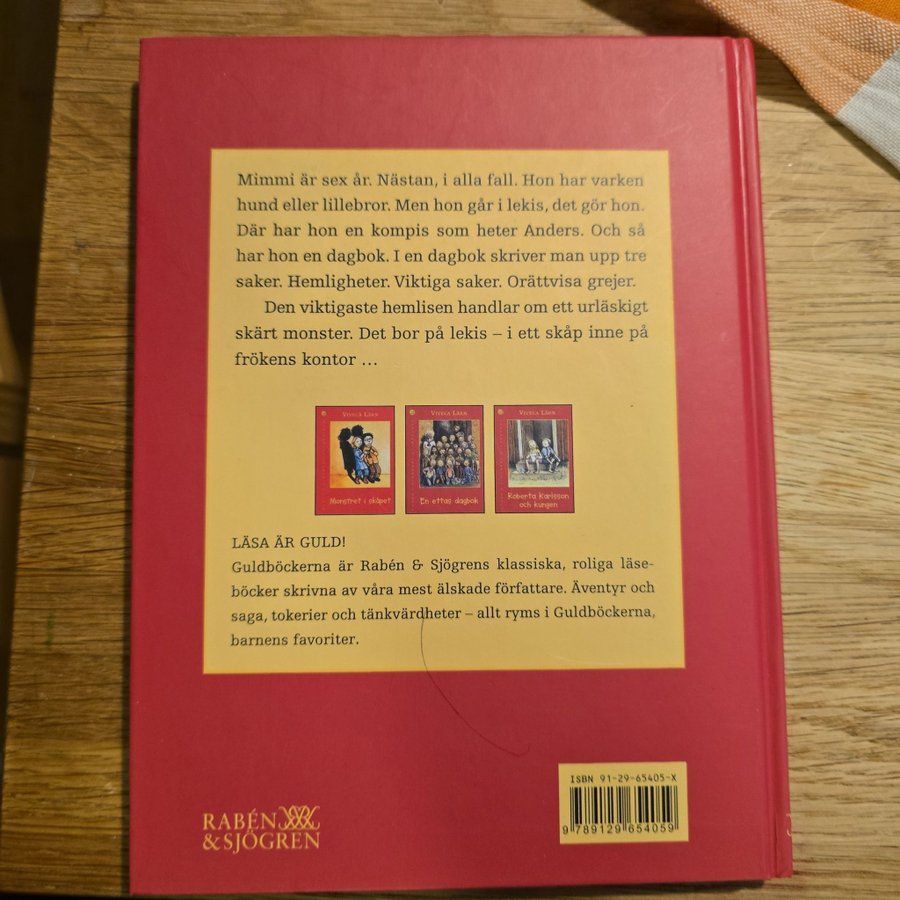 Mimmi är sex år. Nästan, i alla fall. Hon har varken
hund eller lillebror. Men hon går i lekis, det gör hon.
Där har hon en kompis som heter Anders. Och så
har hon en dagbok. I en dagbok skriver man upp tre
saker. Hemligheter. Viktiga saker. Orättvisa grejer.
Den viktigaste hemlisen handlar om ett urläskigt
skärt monster. Det bor på lekis – i ett skåp inne på
frökens kontor ...
VIVECA LÄRN
Monstret i skåpet
VIVECA LÄRN
En ettas dagbok
VIVECA LÄRN
Roberta Karlsson
och kungen
LÄSA ÄR GULD!
Guldböckerna är Rabén & Sjögrens klassiska, roliga läse-
böcker skrivna av våra mest älskade författare. Äventyr och
saga, tokerier och tänkvärdheter – allt ryms i Guldböckerna,
barnens favoriter.
ISBN 91-29-65405-X
9 789129 654059
RABÉN
& SJÖGREN